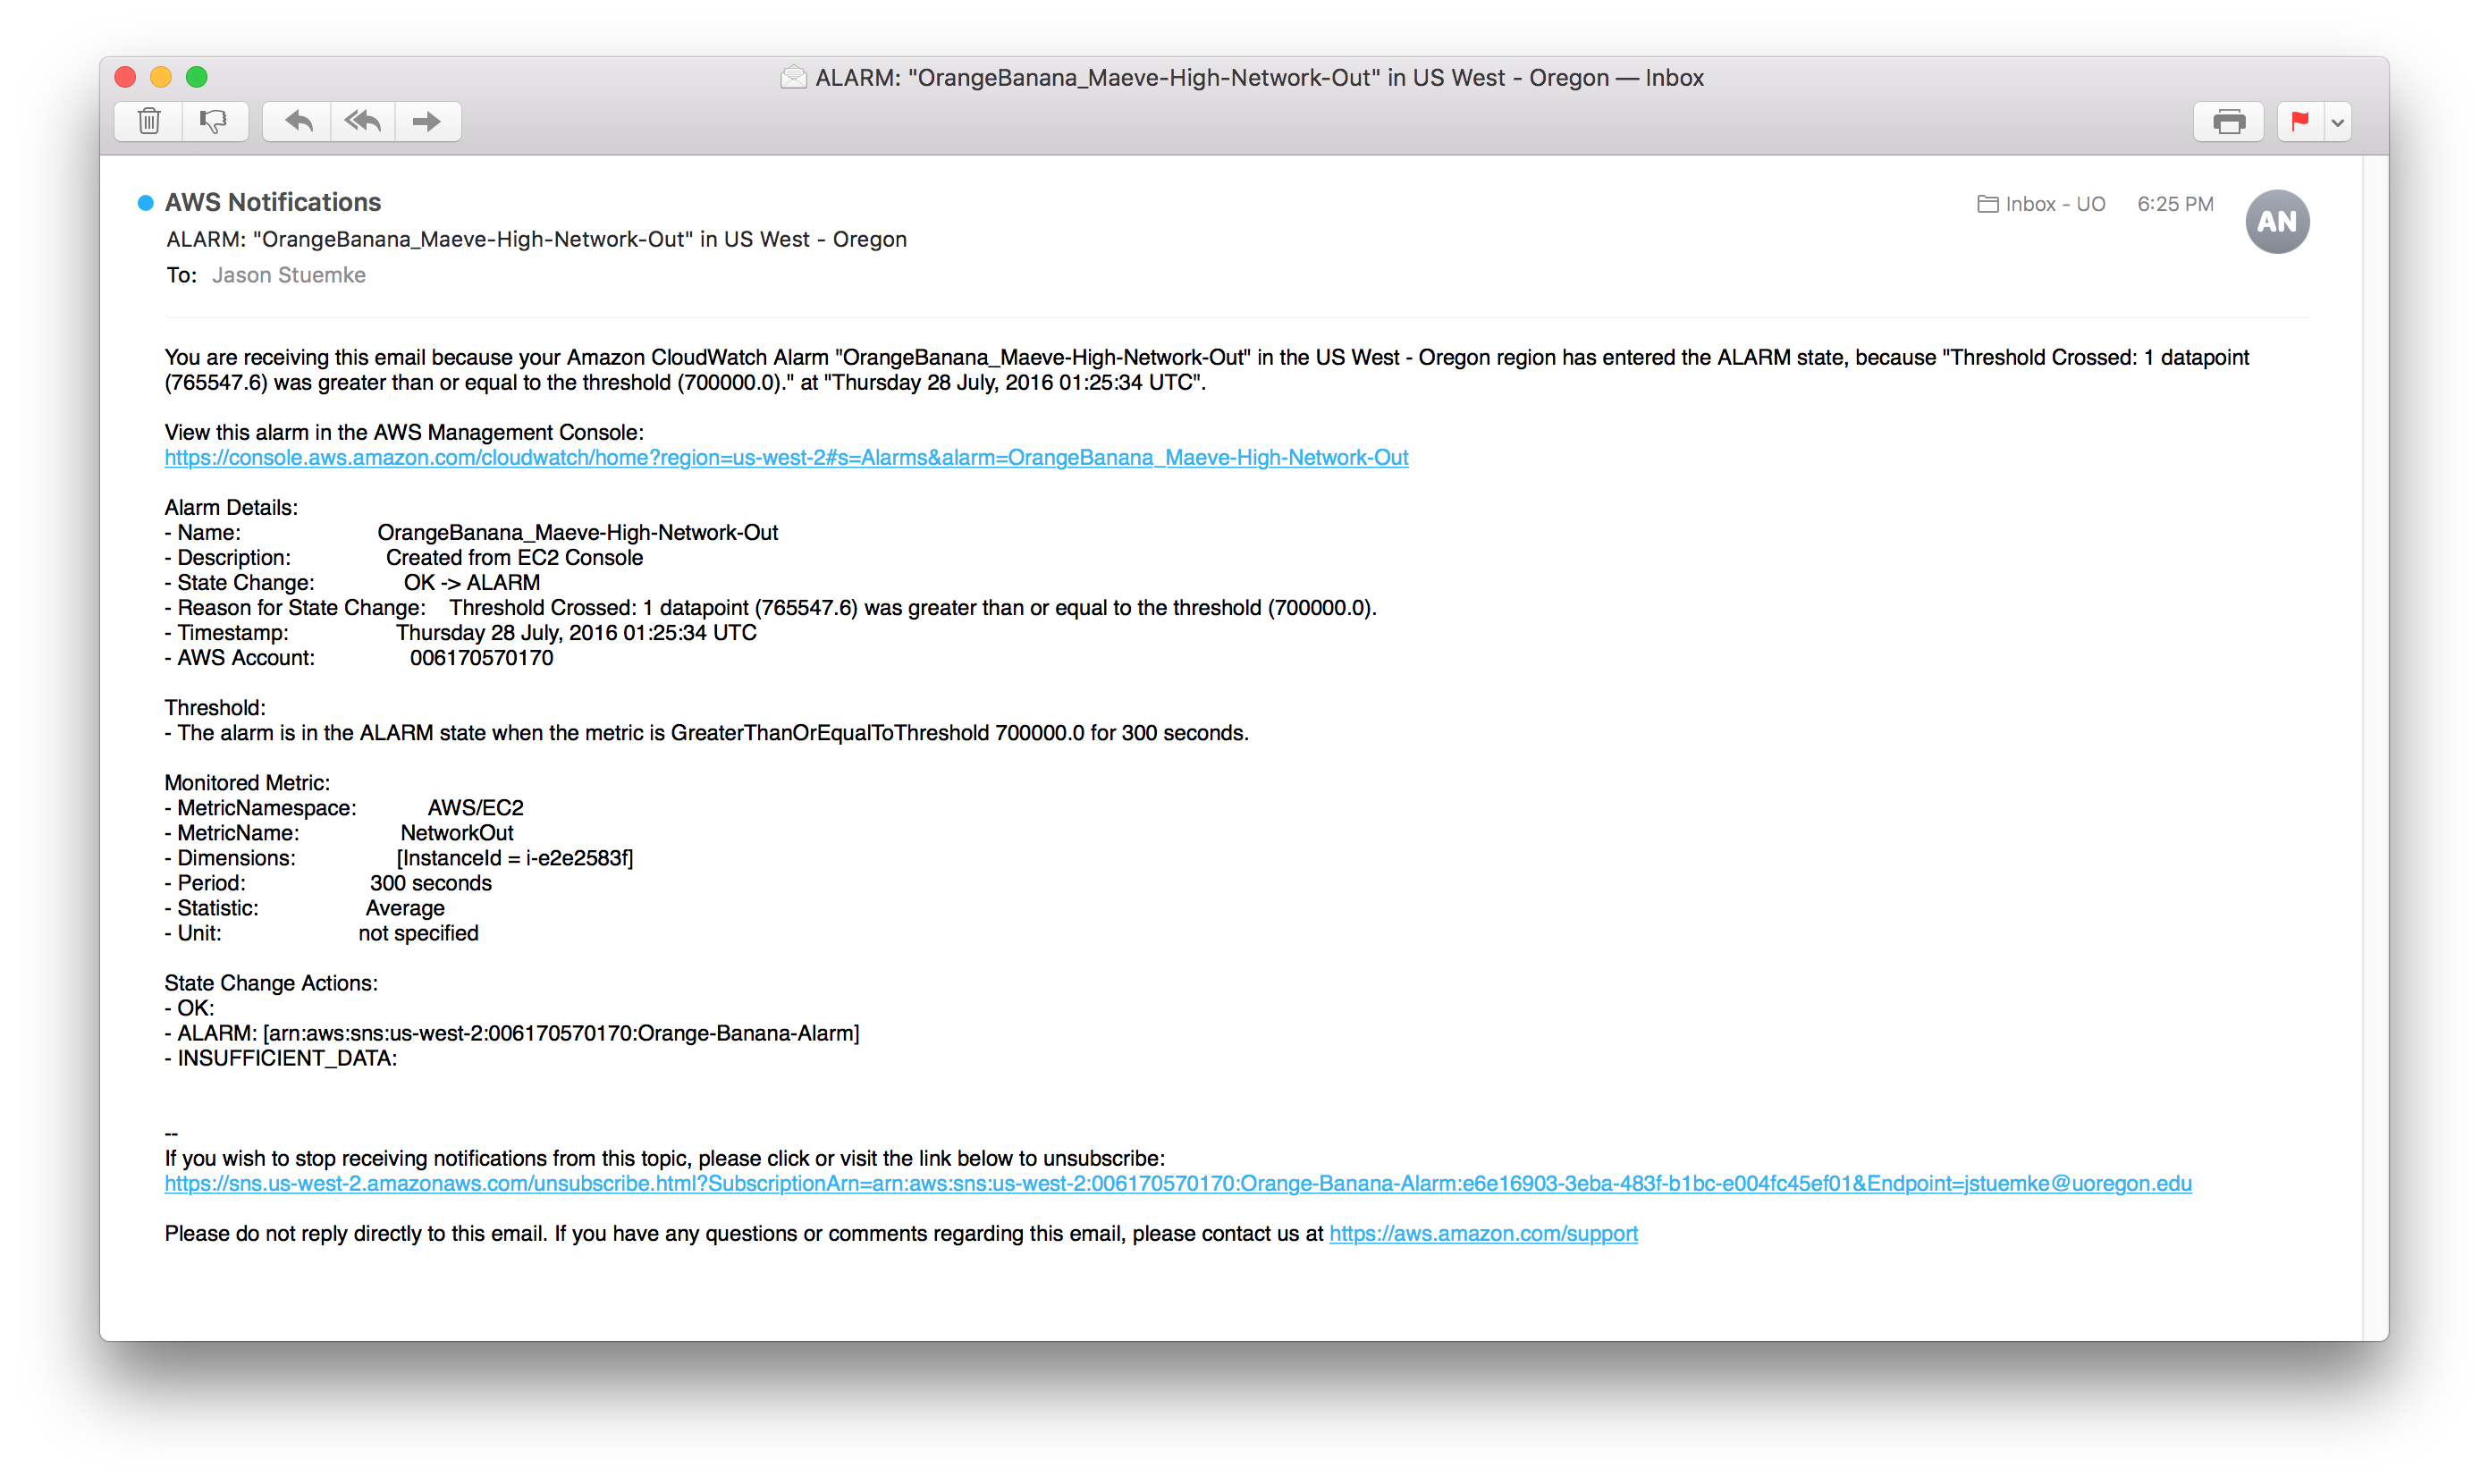 ALARM: "OrangeBanana_Maeve-High-Network-Out" in US West - Oregon — Inbox
AWS Notifications
Inbox - UO 6:25 PM
AN
ALARM: "OrangeBanana_Maeve-High-Network-Out" in US West - Oregon
To: Jason Stuemke
You are receiving this email because your Amazon CloudWatch Alarm "OrangeBanana_Maeve-High-Network-Out" in the US West - Oregon region has entered the ALARM state, because "Threshold Crossed: 1 datapoint
(765547.6) was greater than or equal to the threshold (700000.0)." at "Thursday 28 July, 2016 01:25:34 UTC".
View this alarm in the AWS Management Console:
https://console.aws.amazon.com/cloudwatch/home?region=us-west-2#s=Alarms&alarm=OrangeBanana_Maeve-High-Network-Out
Alarm Details:
- Name: OrangeBanana_Maeve-High-Network-Out
- Description: Created from EC2 Console
- State Change: OK -> ALARM
- Reason for State Change: Threshold Crossed: 1 datapoint (765547.6) was greater than or equal to the threshold (700000.0).
- Timestamp: Thursday 28 July, 2016 01:25:34 UTC
- AWS Account: 006170570170
Threshold:
- The alarm is in the ALARM state when the metric is GreaterThanOrEqualToThreshold 700000.0 for 300 seconds.
Monitored Metric:
- MetricNamespace: AWS/EC2
- MetricName: NetworkOut
- Dimensions: [InstanceId = i-e2e2583f]
- Period: 300 seconds
- Statistic: Average
- Unit: not specified
State Change Actions:
- OK:
- ALARM: [arn:aws:sns:us-west-2:006170570170:Orange-Banana-Alarm]
- INSUFFICIENT_DATA:
--
If you wish to stop receiving notifications from this topic, please click or visit the link below to unsubscribe:
https://sns.us-west-2.amazonaws.com/unsubscribe.html?SubscriptionArn=arn:aws:sns:us-west-2:006170570170:Orange-Banana-Alarm:e6e16903-3eba-483f-b1bc-e004fc45ef01&Endpoint=jstuemke@uoregon.edu
Please do not reply directly to this email. If you have any questions or comments regarding this email, please contact us at https://aws.amazon.com/support